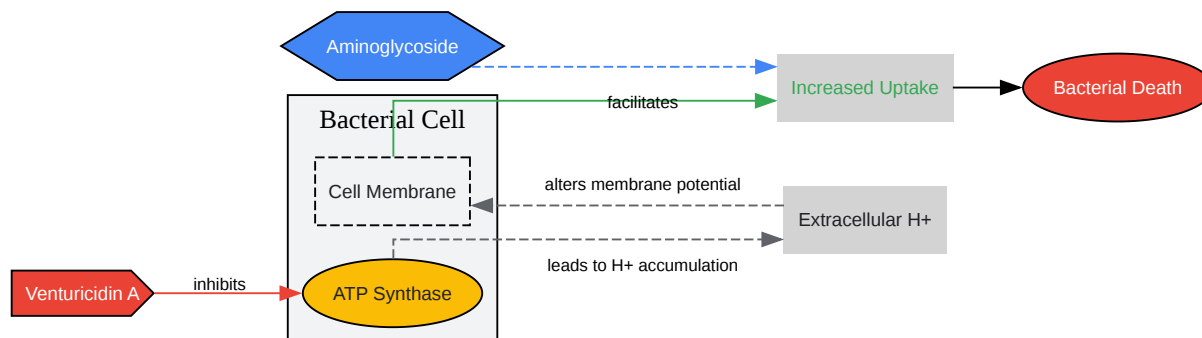 Aminoglycoside
Increased Uptake
Bacterial Death
facilitates
Bacterial Cell
Cell Membrane
alters membrane potential
Extracellular H+
leads to H+ accumulation
Venturicidin A
inhibits
ATP Synthase